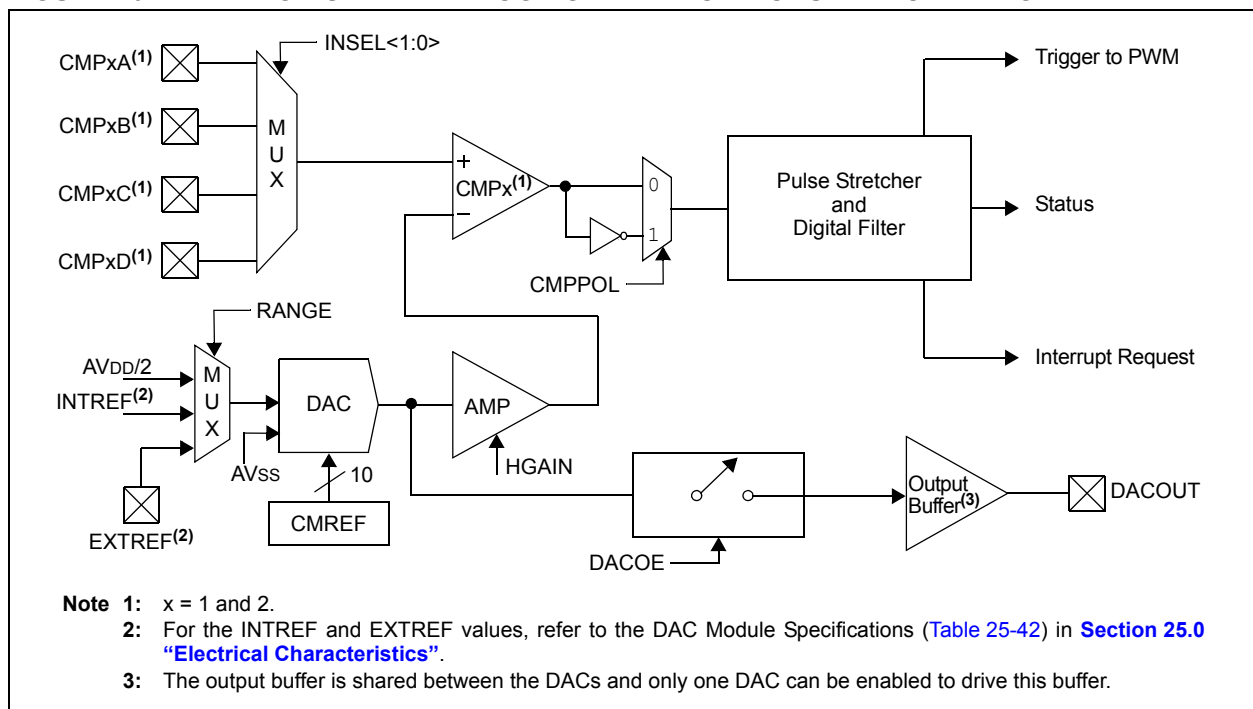 INSEL<1:0>
CMPxA(1)
CMPxB(1)
CMPxC(1)
CMPxD(1)
M
U
X
+
–
CMPx(1)
0
1
CMPPOL
Pulse Stretcher
and
Digital Filter
Trigger to PWM
Status
Interrupt Request
RANGE
AVDD/2
INTREF(2)
EXTREF(2)
M
U
X
DAC
AVSS
10
CMREF
AMP
HGAIN
DACOE
Output
Buffer(3)
DACOUT
Note 1: x = 1 and 2.
2: For the INTREF and EXTREF values, refer to the DAC Module Specifications (Table 25-42) in Section 25.0
“Electrical Characteristics”.
3: The output buffer is shared between the DACs and only one DAC can be enabled to drive this buffer.